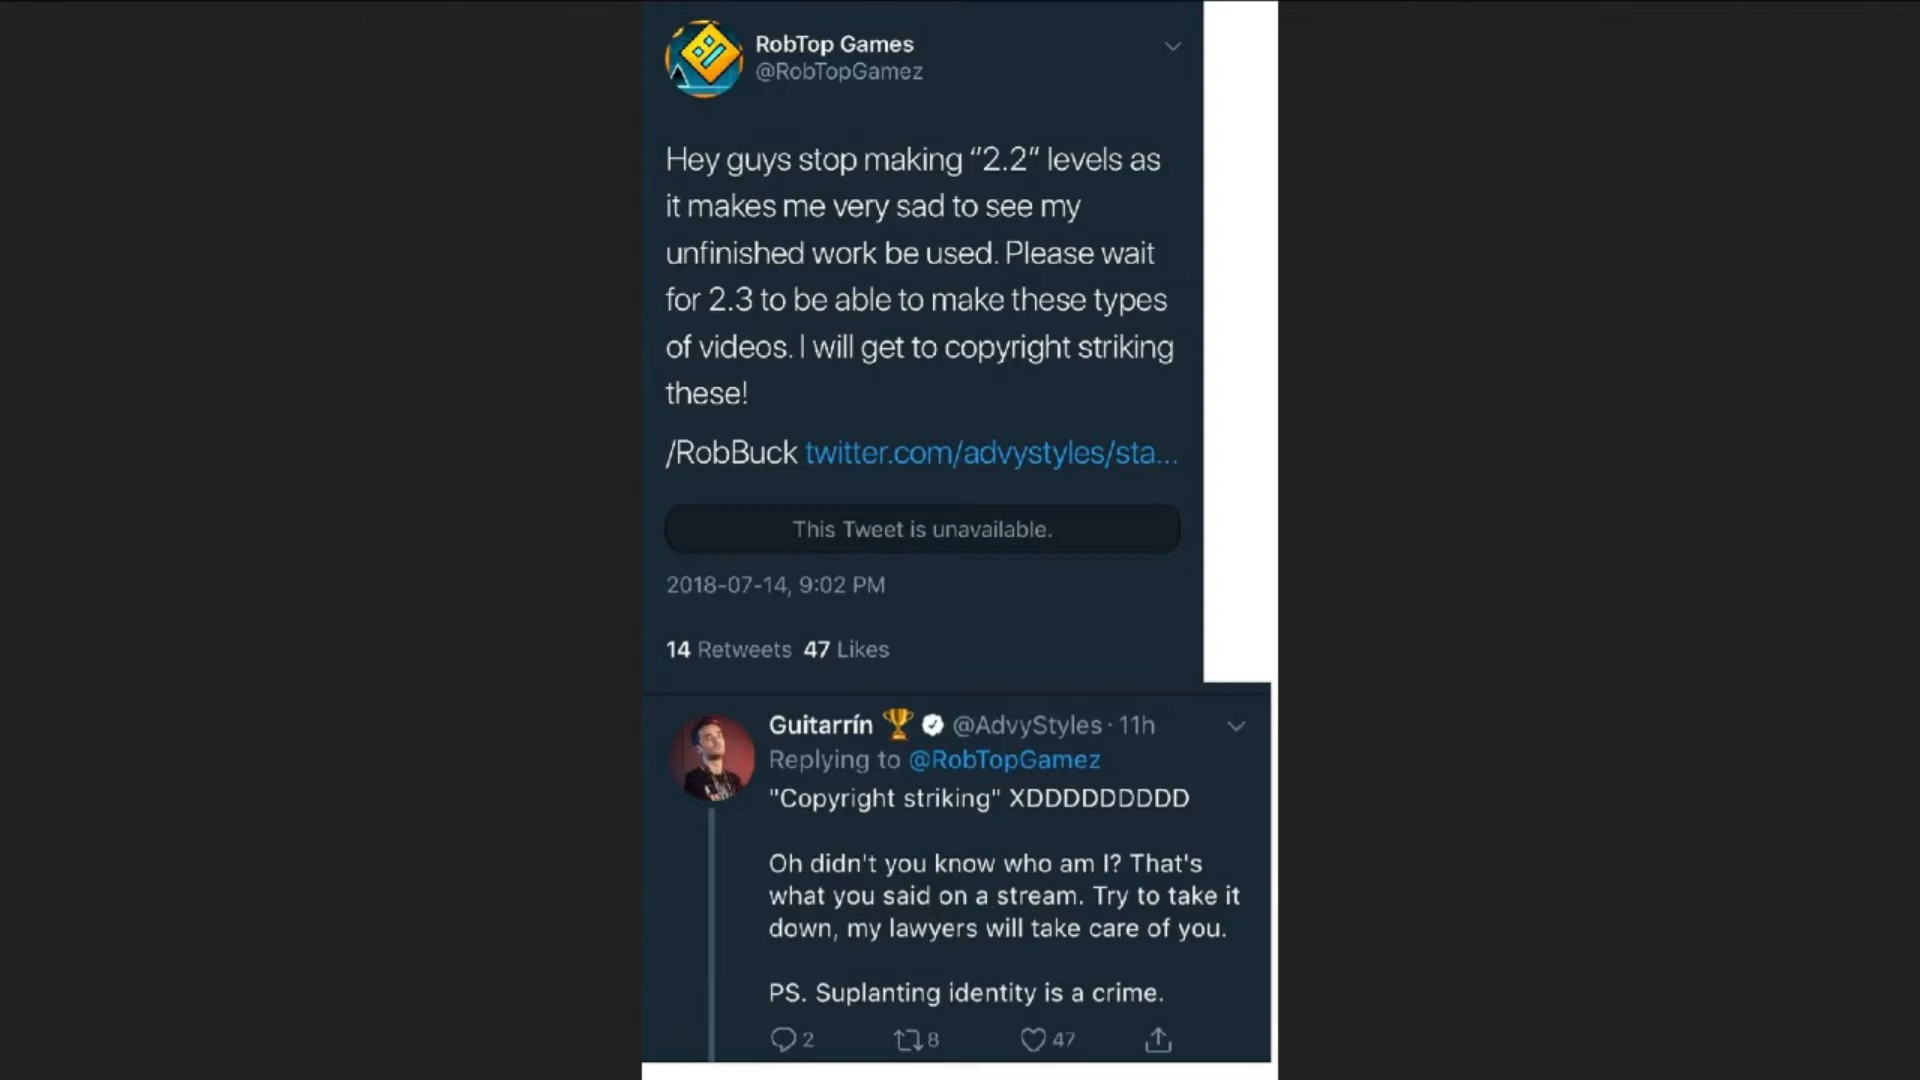 RobTop Games
@RobTopGamez
Hey guys stop making “2.2” levels as
it makes me very sad to see my
unfinished work be used. Please wait
for 2.3 to be able to make these types
of videos. I will get to copyright striking
these!
/RobBuck twitter.com/advystyles/sta...
This Tweet is unavailable.
2018-07-14, 9:02 PM
14 Retweets 47 Likes
Guitarrín @AdvyStyles · 11h
Replying to @RobTopGamez
"Copyright striking" XDDDDDDDDD
Oh didn't you know who am I? That's
what you said on a stream. Try to take it
down, my lawyers will take care of you.
PS. Suplanting identity is a crime.
2 8 47